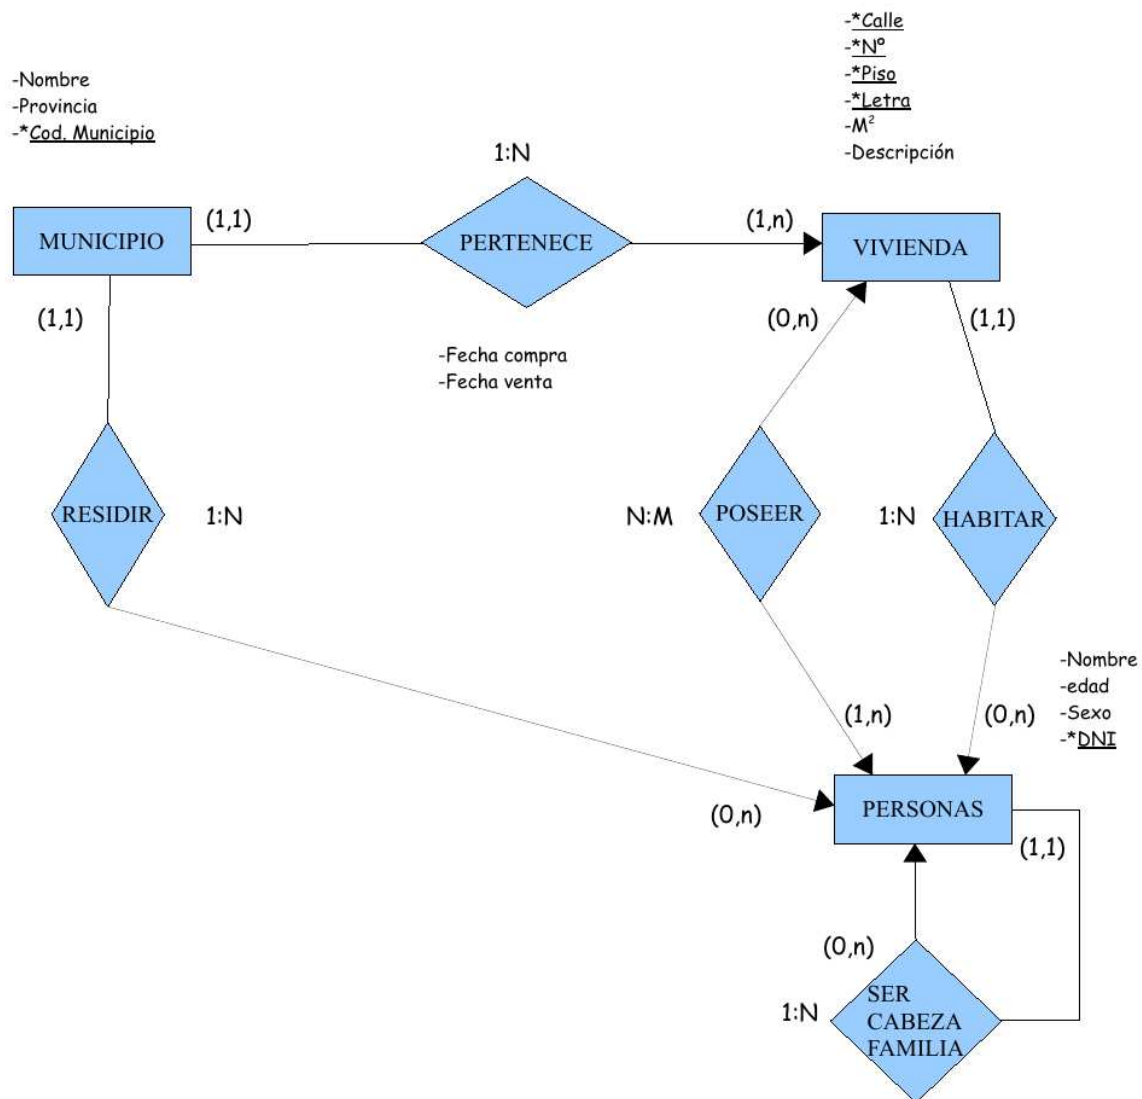 -*Calle
-*Nº
-*Piso
-*Letra
-M²
-Descripción
-Nombre
-Provincia
-*Cod. Municipio
1:N
(1,1)
(1,n)
MUNICIPIO
PERTENECE
VIVIENDA
(1,1)
(0,n)
(1,1)
-Fecha compra
-Fecha venta
RESIDIR
1:N
N:M
POSEER
1:N
HABITAR
-Nombre
-edad
-Sexo
-*DNI
(1,n)
(0,n)
(0,n)
PERSONAS
(1,1)
(0,n)
1:N
SER
CABEZA
FAMILIA